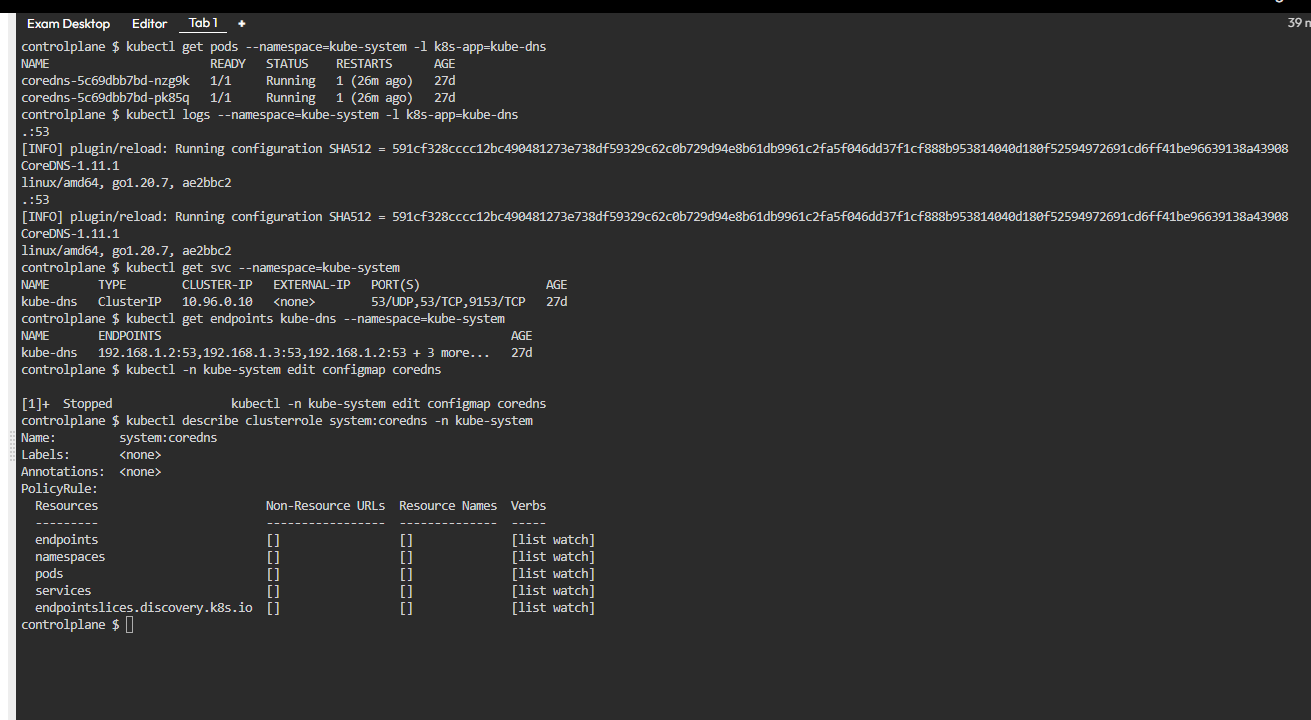 Exam Desktop Editor Tab 1 +
39 m
controlplane $ kubectl get pods --namespace=kube-system -l k8s-app=kube-dns
NAME READY STATUS RESTARTS AGE
coredns-5c69dbb7bd-nzg9k 1/1 Running 1 (26m ago) 27d
coredns-5c69dbb7bd-pk85q 1/1 Running 1 (26m ago) 27d
controlplane $ kubectl logs --namespace=kube-system -l k8s-app=kube-dns
.:53
[INFO] plugin/reload: Running configuration SHA512 = 591cf328cccc12bc490481273e738df59329c62c0b729d94e8b61db9961c2fa5f046dd37f1cf888b953814040d180f52594972691cd6ff41be96639138a43908
CoreDNS-1.11.1
linux/amd64, go1.20.7, ae2bbc2
.:53
[INFO] plugin/reload: Running configuration SHA512 = 591cf328cccc12bc490481273e738df59329c62c0b729d94e8b61db9961c2fa5f046dd37f1cf888b953814040d180f52594972691cd6ff41be96639138a43908
CoreDNS-1.11.1
linux/amd64, go1.20.7, ae2bbc2
controlplane $ kubectl get svc --namespace=kube-system
NAME TYPE CLUSTER-IP EXTERNAL-IP PORT(S) AGE
kube-dns ClusterIP 10.96.0.10 <none> 53/UDP,53/TCP,9153/TCP 27d
controlplane $ kubectl get endpoints kube-dns --namespace=kube-system
NAME ENDPOINTS AGE
kube-dns 192.168.1.2:53,192.168.1.3:53,192.168.1.2:53 + 3 more... 27d
controlplane $ kubectl -n kube-system edit configmap coredns
[1]+ Stopped kubectl -n kube-system edit configmap coredns
controlplane $ kubectl describe clusterrole system:coredns -n kube-system
Name: system:coredns
Labels: <none>
Annotations: <none>
PolicyRule:
Resources Non-Resource URLs Resource Names Verbs
--------- ----------------- -------------- -----
endpoints [] [] [list watch]
namespaces [] [] [list watch]
pods [] [] [list watch]
services [] [] [list watch]
endpointslices.discovery.k8s.io [] [] [list watch]
controlplane $